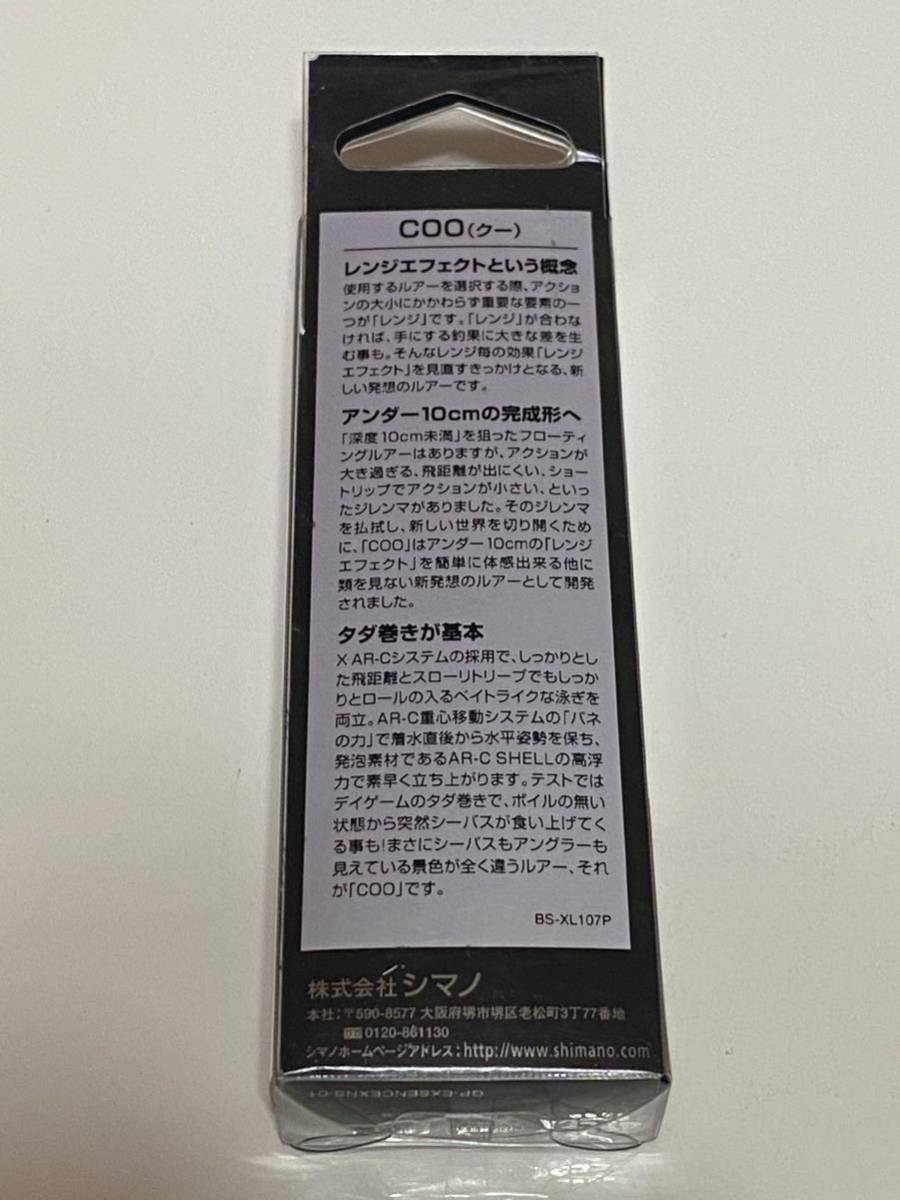 COO(クー)
レンジエフェクトという概念
使用するルアーを選択する際、アクショ
ンの大小にかかわらず重要な要素の一
つが「レンジ」です。「レンジ」が合わな
ければ、手にする釣果に大きな差を生
む事も。そんなレンジ毎の効果「レンジ
エフェクト」を見直すきっかけとなる、新
しい発想のルアーです。
アンダー10cmの完成形へ
「深度10cm未満」を狙ったフローティ
ングルアーはありますが、アクションが
大き過ぎる、飛距離が出にくい、ショー
トリップでアクションが小さい、といっ
たジレンマがありました。そのジレンマ
を払拭し、新しい世界を切り開くため
に、「COO」はアンダー10cmの「レンジ
エフェクト」を簡単に体感出来る他に
類を見ない新発想のルアーとして開発
されました。
タダ巻きが基本
X AR-Cシステムの採用で、しっかりとし
た飛距離とスローリトリーブでもしっか
りとロールの入るベイトライクな泳ぎを
両立。AR-C重心移動システムの「バネ
の力」で着水直後から水平姿勢を保ち、
発泡素材であるAR-C SHELLの高浮
力で素早く立ち上がります。テストでは
デイゲームのタダ巻きで、ボイルの無い
状態から突然シーバスが食い上げてく
る事も!まさにシーバスもアングラーも
見えている景色が全く違うルアー、それ
が「COO」です。
BS-XL107P
株式会社シマノ
本社:〒590-8577 大阪府堺市堺区老松町3丁77番地
0120-861130
シマノホームページアドレス:http://www.shimano.com
GP-EXSENCEXNS-01